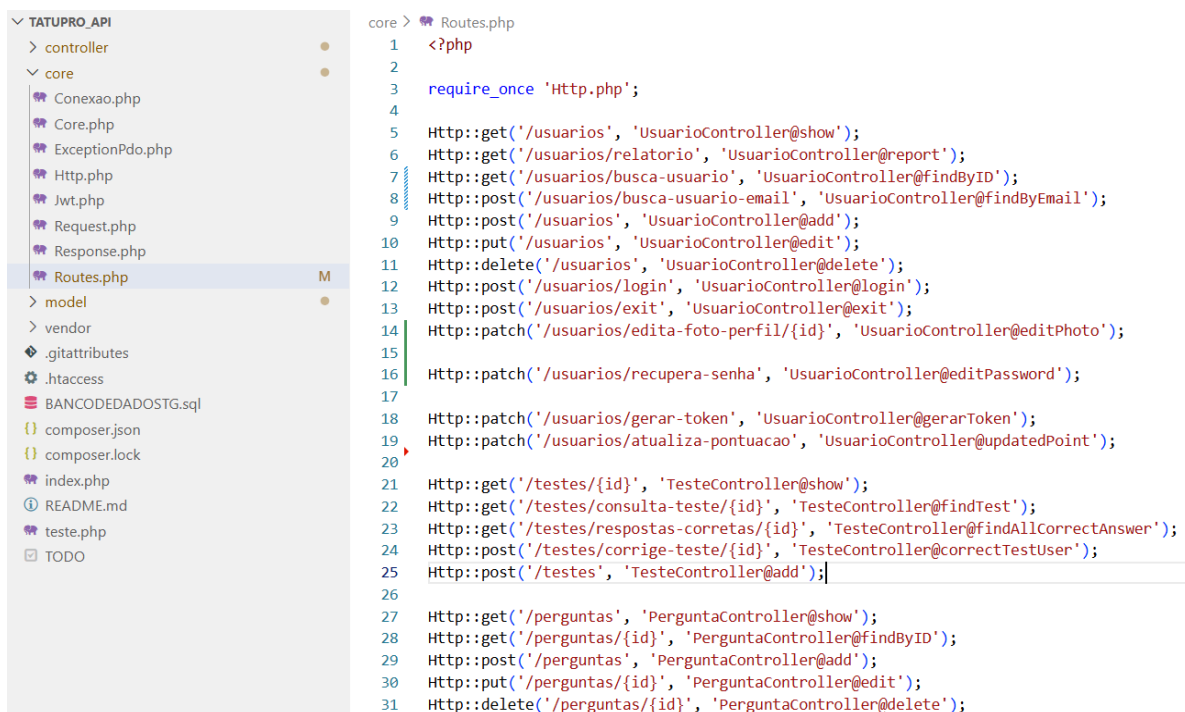 TATUPRO_API
controller
core
Conexao.php
Core.php
ExceptionPdo.php
Http.php
Jwt.php
Request.php
Response.php
Routes.php M
model
vendor
.gitattributes
.htaccess
BANCODEDADOSTG.sql
composer.json
composer.lock
index.php
README.md
teste.php
TODO
core > Routes.php
1 <?php
2
3 require_once 'Http.php';
4
5 Http::get('/usuarios', 'UsuarioController@show');
6 Http::get('/usuarios/relatorio', 'UsuarioController@report');
7 Http::get('/usuarios/busca-usuario', 'UsuarioController@findByID');
8 Http::post('/usuarios/busca-usuario-email', 'UsuarioController@findByEmail');
9 Http::post('/usuarios', 'UsuarioController@add');
10 Http::put('/usuarios', 'UsuarioController@edit');
11 Http::delete('/usuarios', 'UsuarioController@delete');
12 Http::post('/usuarios/login', 'UsuarioController@login');
13 Http::post('/usuarios/exit', 'UsuarioController@exit');
14 Http::patch('/usuarios/edita-foto-perfil/{id}', 'UsuarioController@editPhoto');
15
16 Http::patch('/usuarios/recupera-senha', 'UsuarioController@editPassword');
17
18 Http::patch('/usuarios/gerar-token', 'UsuarioController@gerarToken');
19 Http::patch('/usuarios/atualiza-pontuacao', 'UsuarioController@updatedPoint');
20
21 Http::get('/testes/{id}', 'TesteController@show');
22 Http::get('/testes/consulta-teste/{id}', 'TesteController@findTest');
23 Http::get('/testes/respostas-corretas/{id}', 'TesteController@findAllCorrectAnswer');
24 Http::post('/testes/corrige-teste/{id}', 'TesteController@correctTestUser');
25 Http::post('/testes', 'TesteController@add');
26
27 Http::get('/perguntas', 'PerguntaController@show');
28 Http::get('/perguntas/{id}', 'PerguntaController@findByID');
29 Http::post('/perguntas', 'PerguntaController@add');
30 Http::put('/perguntas/{id}', 'PerguntaController@edit');
31 Http::delete('/perguntas/{id}', 'PerguntaController@delete');